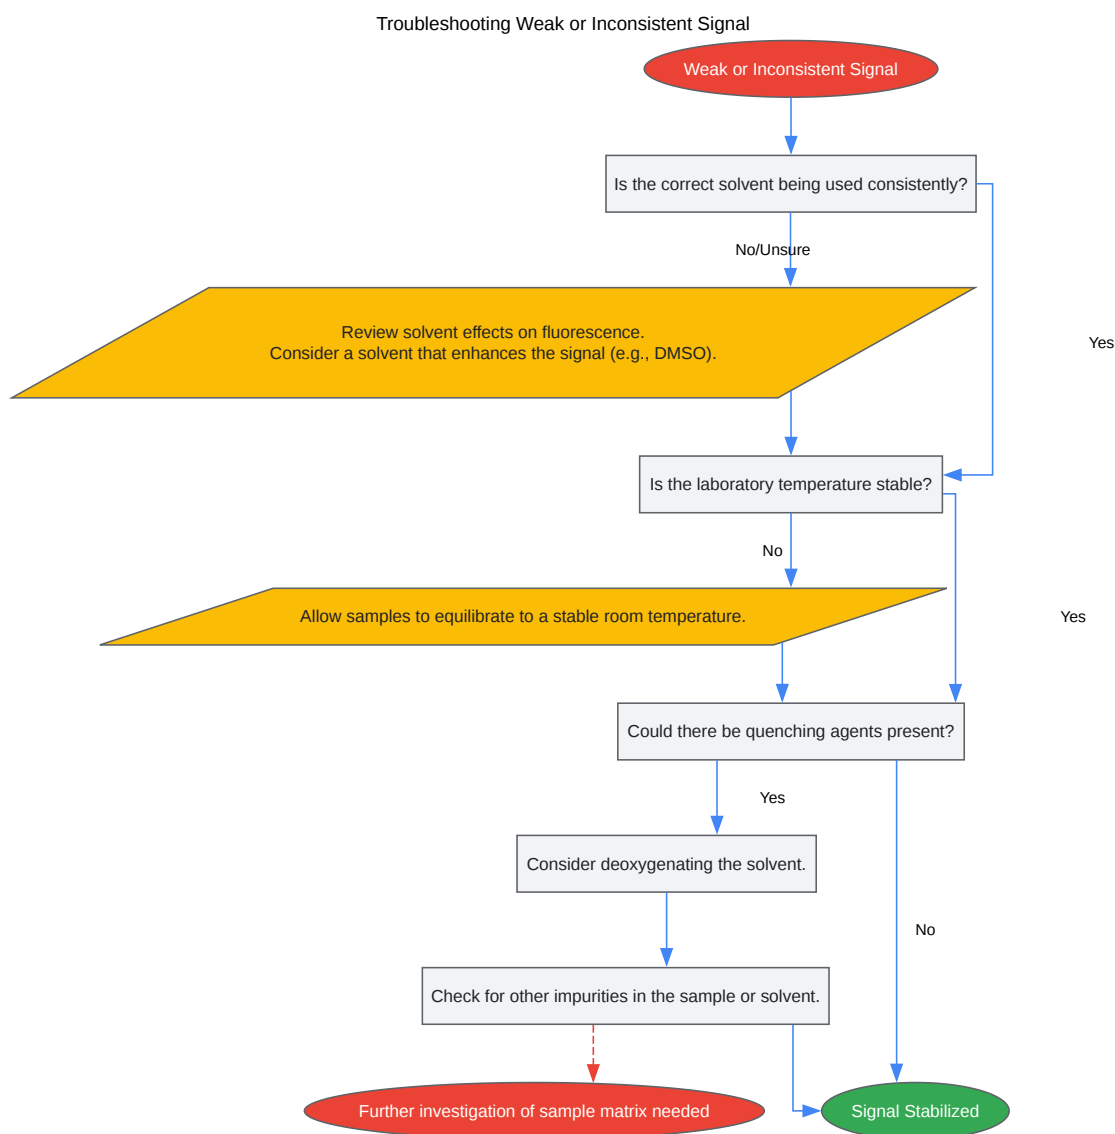 Troubleshooting Weak or Inconsistent Signal
Weak or Inconsistent Signal
Is the correct solvent being used consistently?
No/Unsure
Review solvent effects on fluorescence.
Consider a solvent that enhances the signal (e.g., DMSO).
Yes
Is the laboratory temperature stable?
No
Allow samples to equilibrate to a stable room temperature.
Yes
Could there be quenching agents present?
Yes
Consider deoxygenating the solvent.
No
Check for other impurities in the sample or solvent.
Further investigation of sample matrix needed
Signal Stabilized